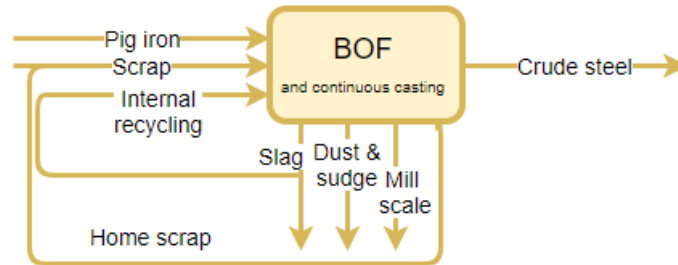 Pig iron
BOF
and continuous casting
Scrap
Crude steel
Internal
recycling
Slag
Dust &
sudge
Mill
scale
Home scrap